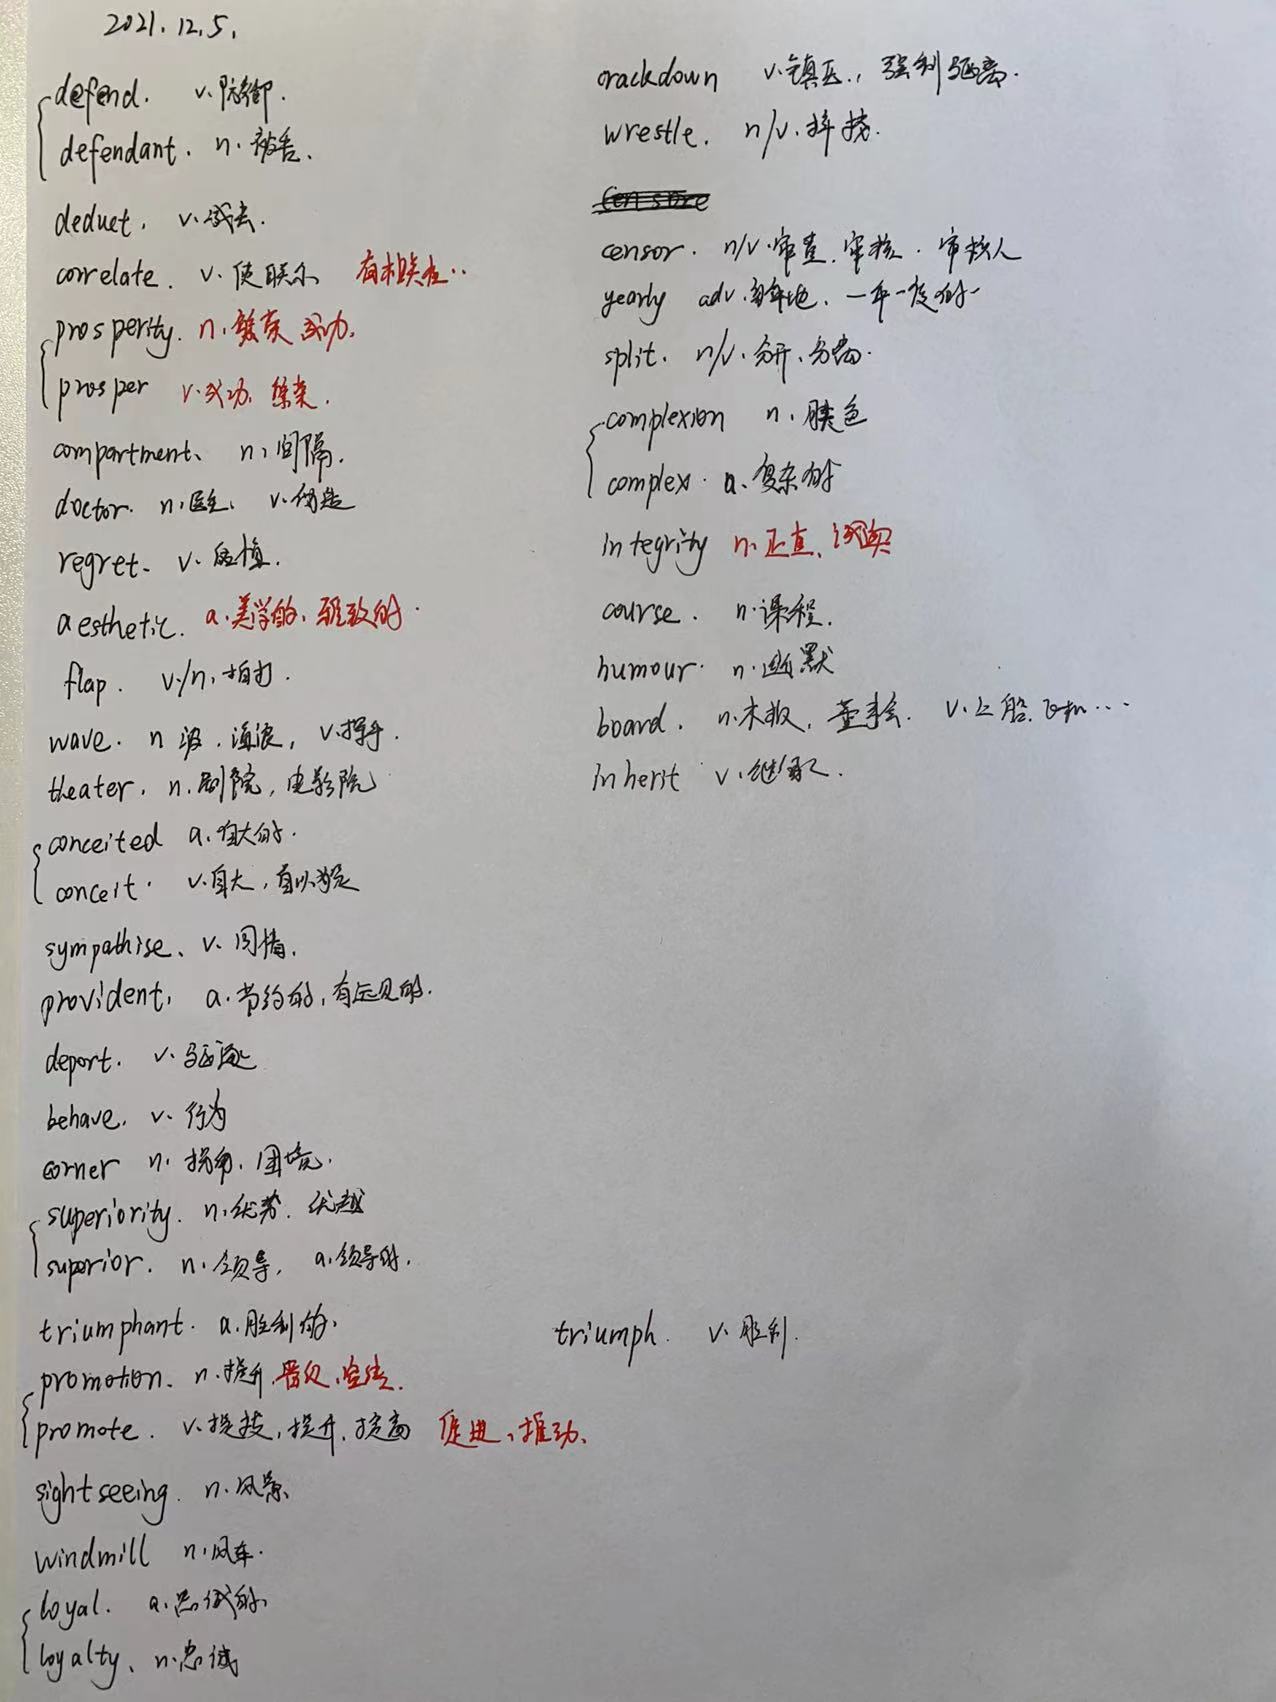 2021.12.5.
defend. v.防御.
defendant. n.被告.
deduct. v.减去.
correlate. v.使联系 有相关性..
prosperity. n.繁荣 成功.
prosper v.成功. 繁荣.
compartment. n.间隔.
doctor. n.医生. v.伪造
regret. v.后悔.
aesthetic. a.美学的. 雅致的.
flap. v./n.拍打.
wave. n 波. 海浪, v.挥手.
theater. n.剧院, 电影院
conceited a.自大的.
conceit. v.自大, 自以为是
sympathise. v.同情.
provident. a.节约的, 有远见的.
deport. v.驱逐
behave. v.行为
corner n.拐角. 困境.
superiority. n.优势. 优越
superior. n.领导, a.领导的.
triumphant. a.胜利的.
promotion. n.提升. 晋级. 宣传.
promote. v.提拔, 提升. 提高 促进, 推动.
sightseeing. n.风景.
windmill n.风车.
loyal. a.忠诚的.
loyalty. n.忠诚
crackdown v.镇压., 强制驱离.
wrestle. n/v.摔跤.
censor. n/v.审查. 审核. 审核人
yearly adv.每年地. 一年一度的
split. n/v.分开. 分离.
complexion n.肤色
complex. a.复杂的
integrity n.正直. 诚实
course. n.课程.
humour. n.幽默
board. n.木板, 董事会. v.上船. 飞机...
inherit v.继承.
triumph. v.胜利.